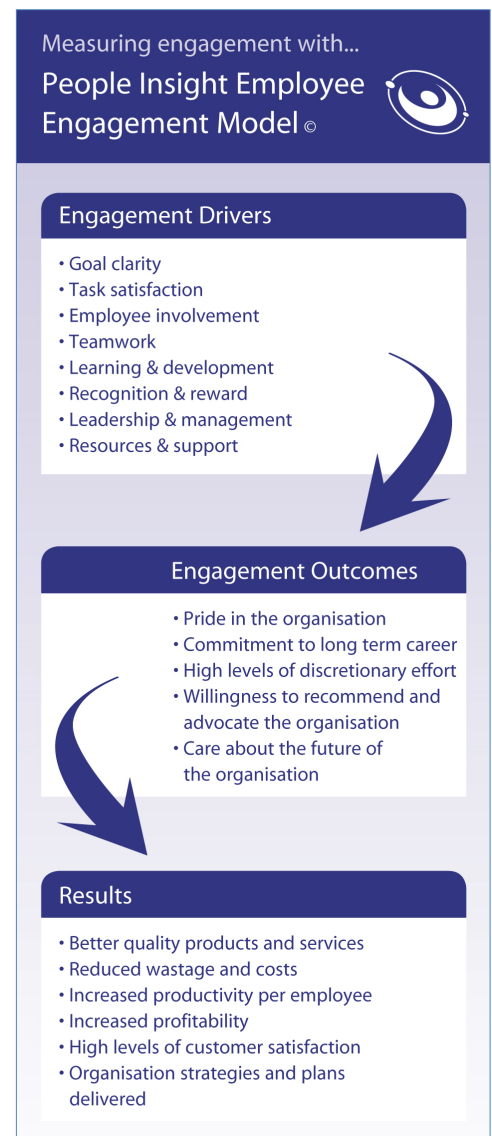 Measuring engagement with...
People Insight Employee
Engagement Model ©
Engagement Drivers
• Goal clarity
• Task satisfaction
• Employee involvement
• Teamwork
• Learning & development
• Recognition & reward
• Leadership & management
• Resources & support
Engagement Outcomes
• Pride in the organisation
• Commitment to long term career
• High levels of discretionary effort
• Willingness to recommend and
advocate the organisation
• Care about the future of
the organisation
Results
• Better quality products and services
• Reduced wastage and costs
• Increased productivity per employee
• Increased profitability
• High levels of customer satisfaction
• Organisation strategies and plans
delivered